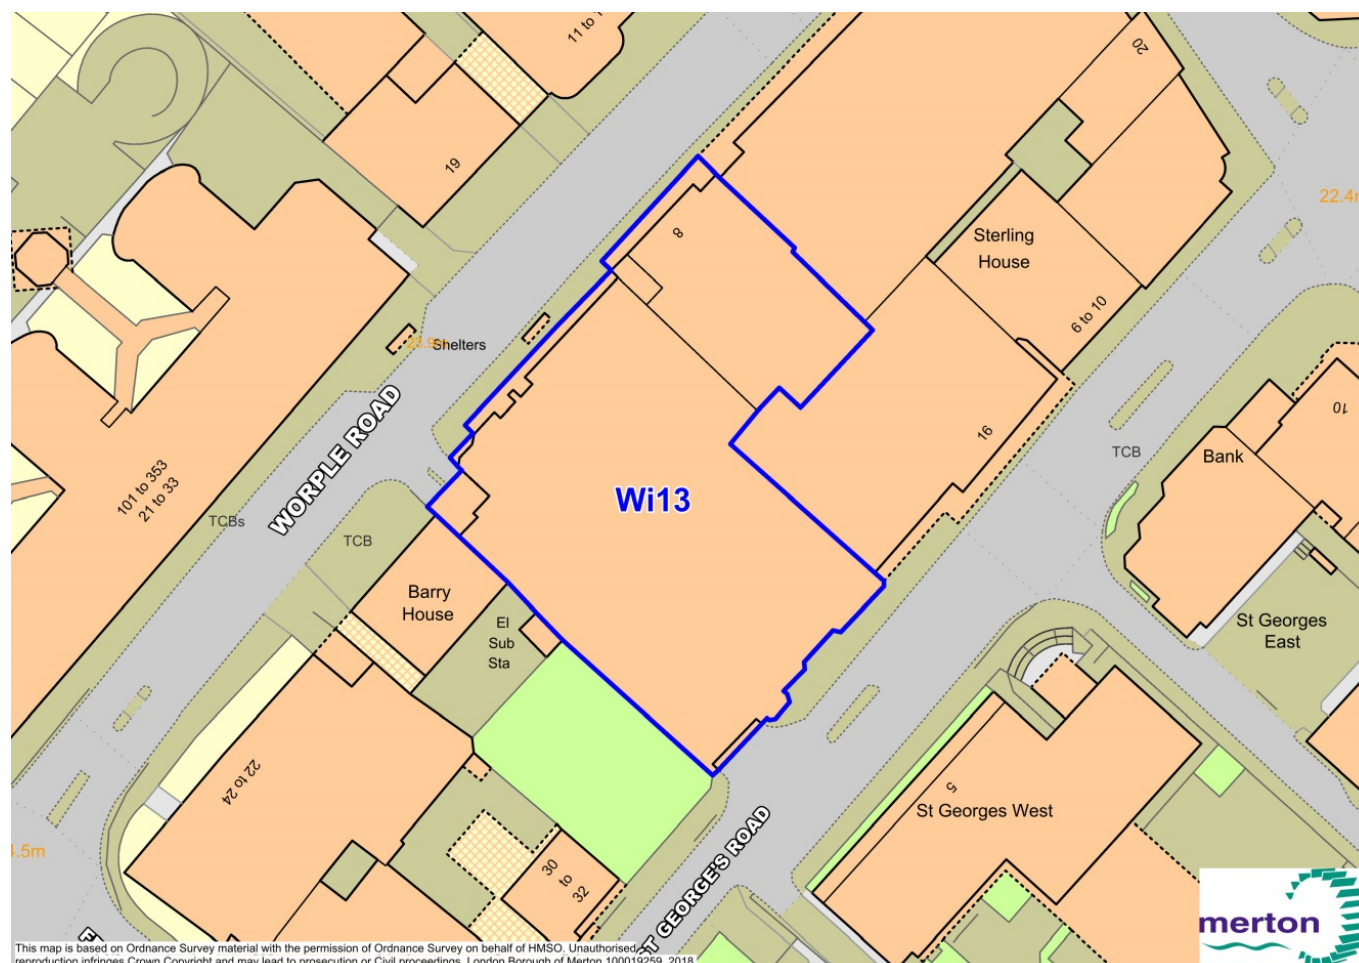 11 to 1
20
19
22.4m
8
Sterling
House
6 to 10
Shelters
23.9m
WORPLE ROAD
101 to 353
21 to 33
TCBs
TCB
16
TCB
Bank
10
Wi13
Barry
House
El
Sub
Sta
St Georges
East
22 to 24
5
St Georges West
30
to
32
.5m
ST GEORGE'S ROAD
merton
This map is based on Ordnance Survey material with the permission of Ordnance Survey on behalf of HMSO. Unauthorised
reproduction infringes Crown Copyright and may lead to prosecution or Civil proceedings. London Borough of Merton 100019259. 2018.